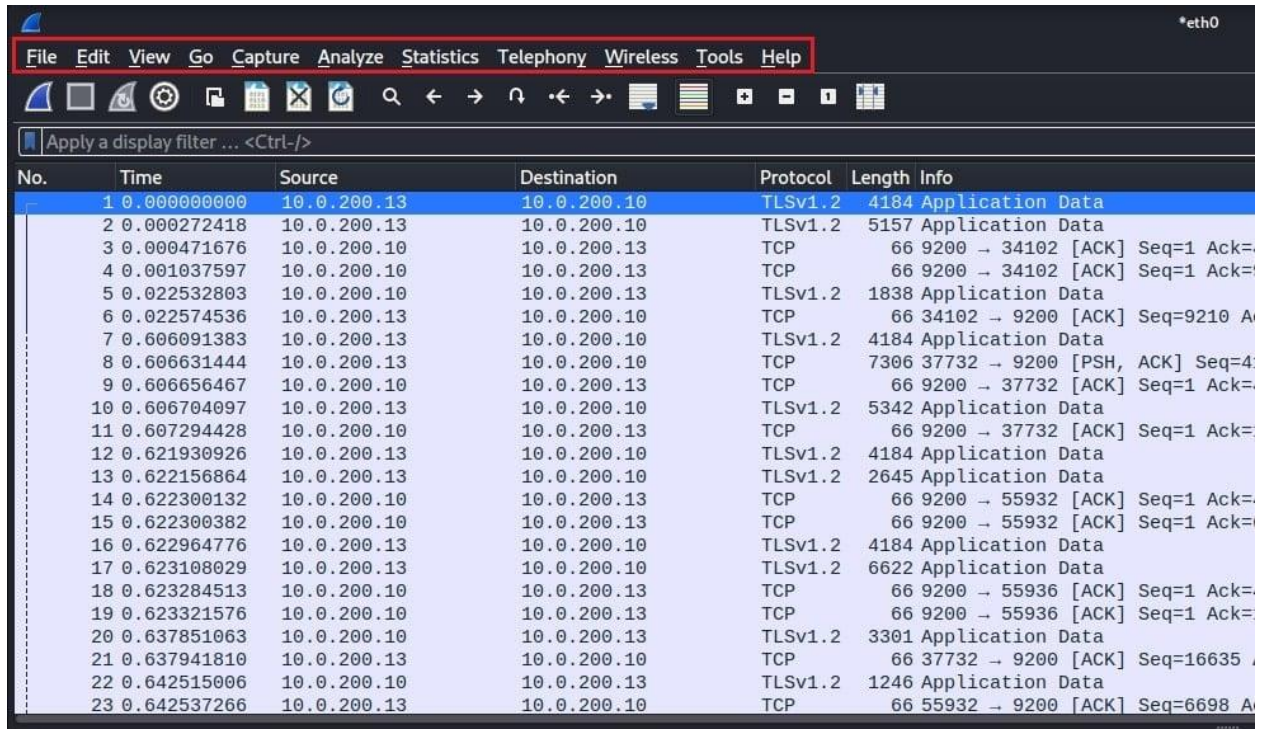 *eth0
File Edit View Go Capture Analyze Statistics Telephony Wireless Tools Help
Apply a display filter ... <Ctrl-/>
No. Time Source Destination Protocol Length Info
1 0.000000000 10.0.200.13 10.0.200.10 TLSv1.2 4184 Application Data
2 0.000272418 10.0.200.13 10.0.200.10 TLSv1.2 5157 Application Data
3 0.000471676 10.0.200.10 10.0.200.13 TCP 66 9200 → 34102 [ACK] Seq=1 Ack=
4 0.001037597 10.0.200.10 10.0.200.13 TCP 66 9200 → 34102 [ACK] Seq=1 Ack=
5 0.022532803 10.0.200.10 10.0.200.13 TLSv1.2 1838 Application Data
6 0.022574536 10.0.200.13 10.0.200.10 TCP 66 34102 → 9200 [ACK] Seq=9210
7 0.606091383 10.0.200.13 10.0.200.10 TLSv1.2 4184 Application Data
8 0.606631444 10.0.200.13 10.0.200.10 TCP 7306 37732 → 9200 [PSH, ACK] Seq=4
9 0.606656467 10.0.200.10 10.0.200.13 TCP 66 9200 → 37732 [ACK] Seq=1 Ack=
10 0.606704097 10.0.200.13 10.0.200.10 TLSv1.2 5342 Application Data
11 0.607294428 10.0.200.10 10.0.200.13 TCP 66 9200 → 37732 [ACK] Seq=1 Ack=
12 0.621930926 10.0.200.13 10.0.200.10 TLSv1.2 4184 Application Data
13 0.622156864 10.0.200.13 10.0.200.10 TLSv1.2 2645 Application Data
14 0.622300132 10.0.200.10 10.0.200.13 TCP 66 9200 → 55932 [ACK] Seq=1 Ack=
15 0.622300382 10.0.200.10 10.0.200.13 TCP 66 9200 → 55932 [ACK] Seq=1 Ack=
16 0.622964776 10.0.200.13 10.0.200.10 TLSv1.2 4184 Application Data
17 0.623108029 10.0.200.13 10.0.200.10 TLSv1.2 6622 Application Data
18 0.623284513 10.0.200.10 10.0.200.13 TCP 66 9200 → 55936 [ACK] Seq=1 Ack=
19 0.623321576 10.0.200.10 10.0.200.13 TCP 66 9200 → 55936 [ACK] Seq=1 Ack=
20 0.637851063 10.0.200.10 10.0.200.13 TLSv1.2 3301 Application Data
21 0.637941810 10.0.200.13 10.0.200.10 TCP 66 37732 → 9200 [ACK] Seq=16635
22 0.642515006 10.0.200.10 10.0.200.13 TLSv1.2 1246 Application Data
23 0.642537266 10.0.200.13 10.0.200.10 TCP 66 55932 → 9200 [ACK] Seq=6698